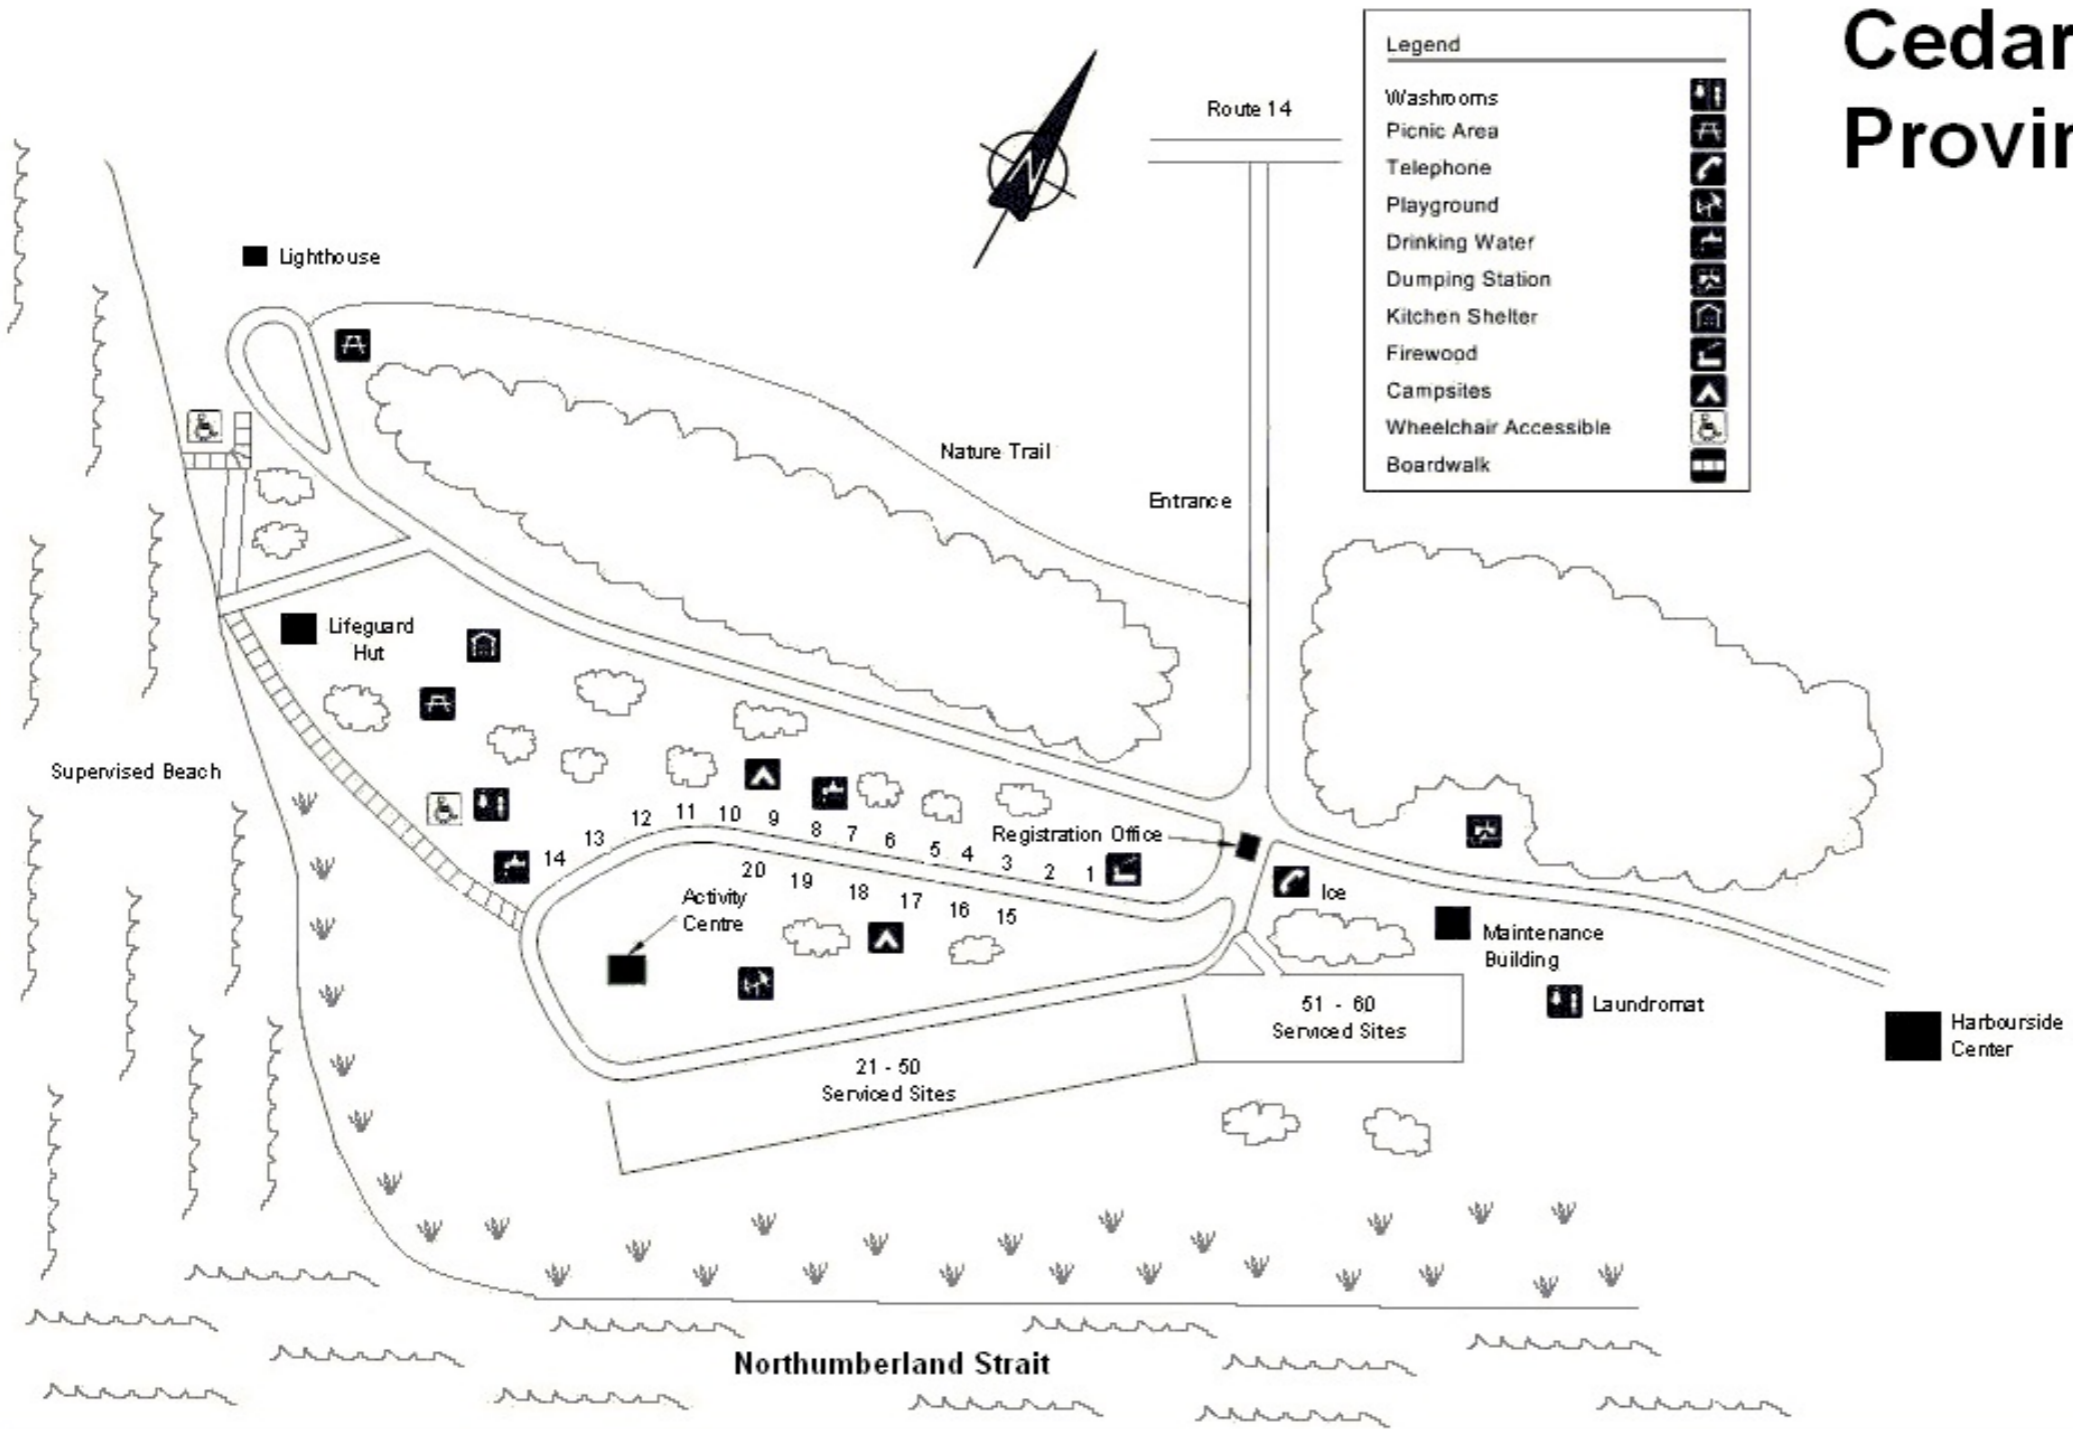 Cedar
Provin
Legend
Washrooms
Picnic Area
Telephone
Playground
Drinking Water
Dumping Station
Kitchen Shelter
Firewood
Campsites
Wheelchair Accessible
Boardwalk
Route 14
N
Lighthouse
Nature Trail
Entrance
Lifeguard
Hut
Supervised Beach
Registration Office
14
13
12
11
10
9
8
7
6
5
4
3
2
1
20
19
18
17
16
15
Activity
Centre
Ice
Maintenance
Building
Laundromat
Harbourside
Center
51 - 60
Serviced Sites
21 - 50
Serviced Sites
Northumberland Strait